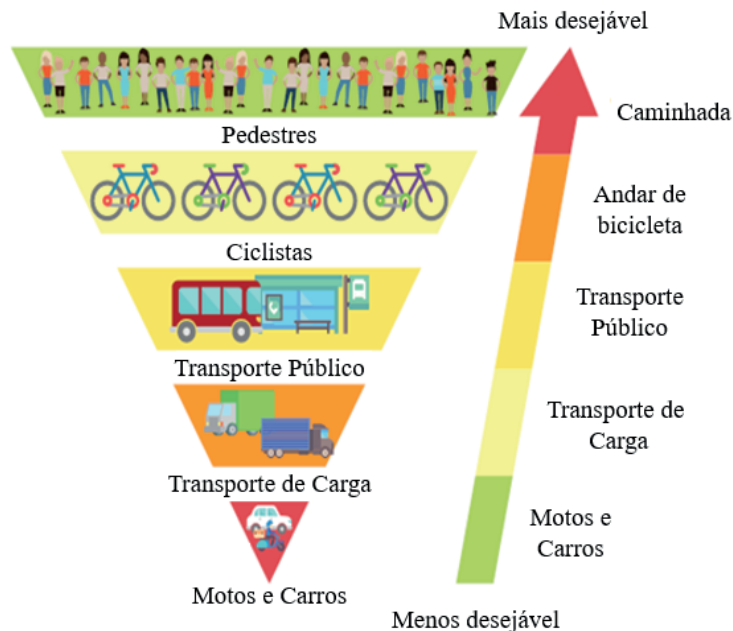 Mais desejável
Pedestres
Caminhada
Ciclistas
Andar de
bicicleta
Transporte Público
Transporte
Público
Transporte de Carga
Transporte de
Carga
Motos e Carros
Motos e
Carros
Menos desejável